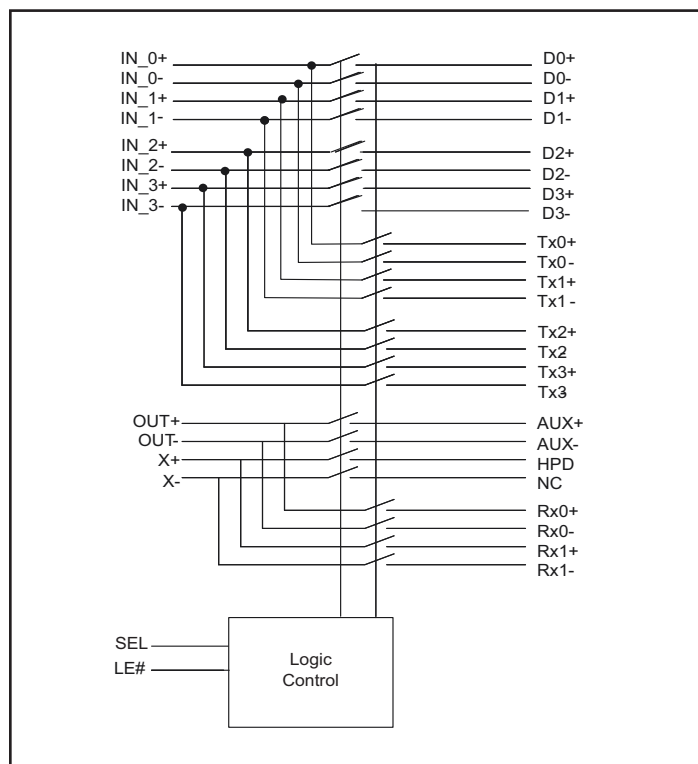 IN_0+
IN_0-
IN_1+
IN_1-
IN_2+
IN_2-
IN_3+
IN_3-
D0+
D0-
D1+
D1-
D2+
D2-
D3+
D3-
Tx0+
Tx0-
Tx1+
Tx1-
Tx2+
Tx2-
Tx3+
Tx3-
OUT+
OUT-
X+
X-
AUX+
AUX-
HPD
NC
Rx0+
Rx0-
Rx1+
Rx1-
SEL
LE#
Logic
Control